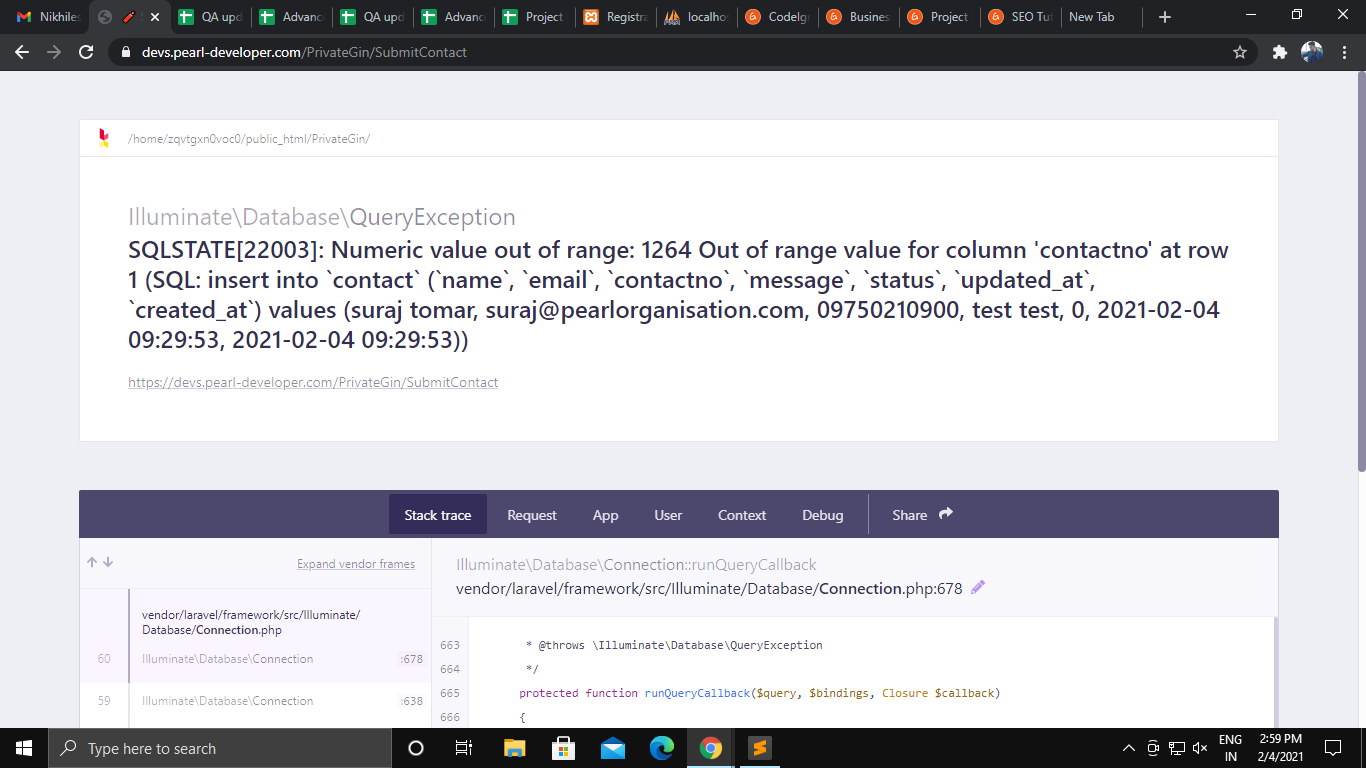 Nikhiles
QA upd
Advanc
QA upd
Advanc
Project
Registra
localho
CodeIgn
Busines
Project
SEO Tut
New Tab
devs.pearl-developer.com/PrivateGin/SubmitContact
/home/zqvtgxn0voc0/public_html/PrivateGin/
Illuminate\Database\QueryException
SQLSTATE[22003]: Numeric value out of range: 1264 Out of range value for column 'contactno' at row
1 (SQL: insert into `contact` (`name`, `email`, `contactno`, `message`, `status`, `updated_at`,
`created_at`) values (suraj tomar, suraj@pearlorganisation.com, 09750210900, test test, 0, 2021-02-04
09:29:53, 2021-02-04 09:29:53))
https://devs.pearl-developer.com/PrivateGin/SubmitContact
Stack trace Request App User Context Debug Share
Expand vendor frames
vendor/laravel/framework/src/Illuminate/
Database/Connection.php
60 Illuminate\Database\Connection :678
59 Illuminate\Database\Connection :638
Illuminate\Database\Connection::runQueryCallback
vendor/laravel/framework/src/Illuminate/Database/Connection.php:678
663 * @throws \Illuminate\Database\QueryException
664 */
665 protected function runQueryCallback($query, $bindings, Closure $callback)
666 {
Type here to search
ENG
IN
2:59 PM
2/4/2021